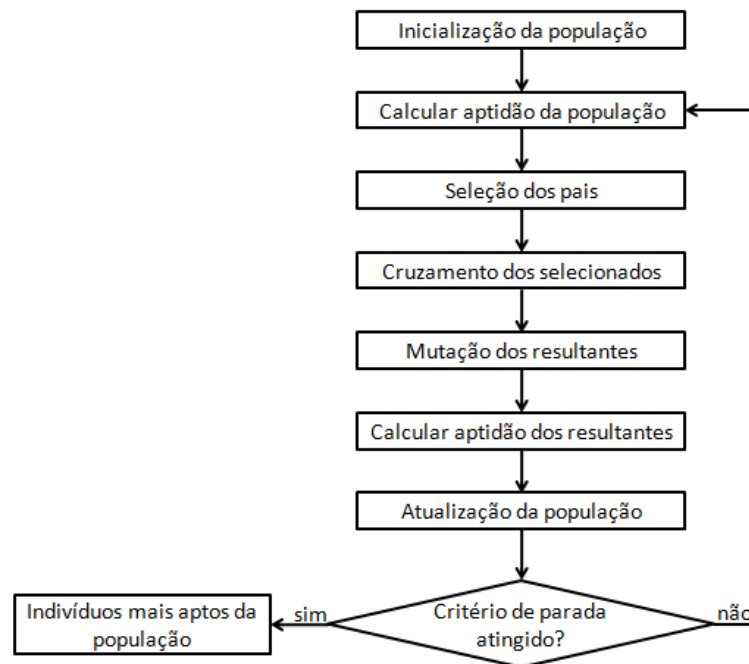 Inicialização da população
Calcular aptidão da população
Seleção dos pais
Cruzamento dos selecionados
Mutação dos resultantes
Calcular aptidão dos resultantes
Atualização da população
Critério de parada
atingido?
sim
não
Indivíduos mais aptos da
população